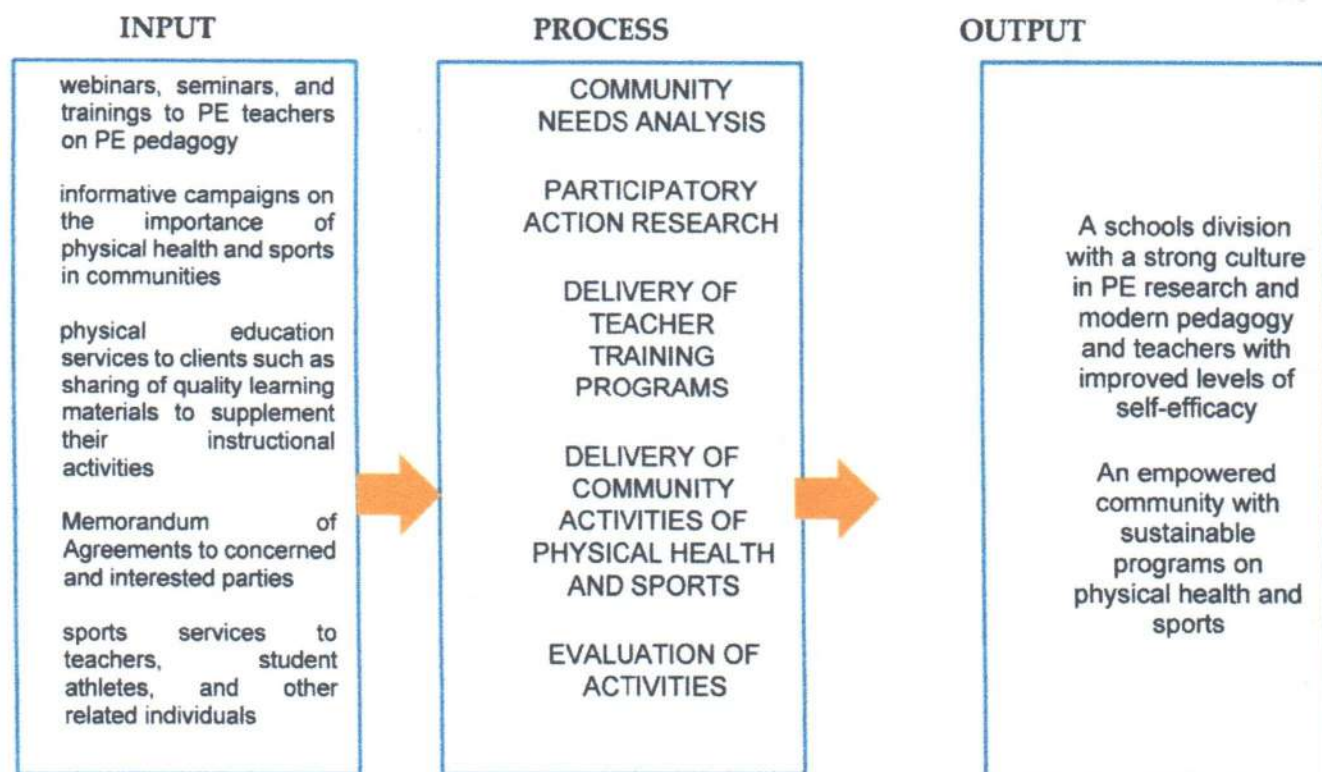 INPUT
PROCESS
OUTPUT
webinars, seminars, and
trainings to PE teachers
on PE pedagogy
informative campaigns on
the importance of
physical health and sports
in communities
physical education
services to clients such as
sharing of quality learning
materials to supplement
their instructional
activities
Memorandum of
Agreements to concerned
and interested parties
sports services to
teachers, student
athletes, and other
related individuals
COMMUNITY
NEEDS ANALYSIS
PARTICIPATORY
ACTION RESEARCH
DELIVERY OF
TEACHER
TRAINING
PROGRAMS
DELIVERY OF
COMMUNITY
ACTIVITIES OF
PHYSICAL HEALTH
AND SPORTS
EVALUATION OF
ACTIVITIES
A schools division
with a strong culture
in PE research and
modern pedagogy
and teachers with
improved levels of
self-efficacy
An empowered
community with
sustainable
programs on
physical health and
sports